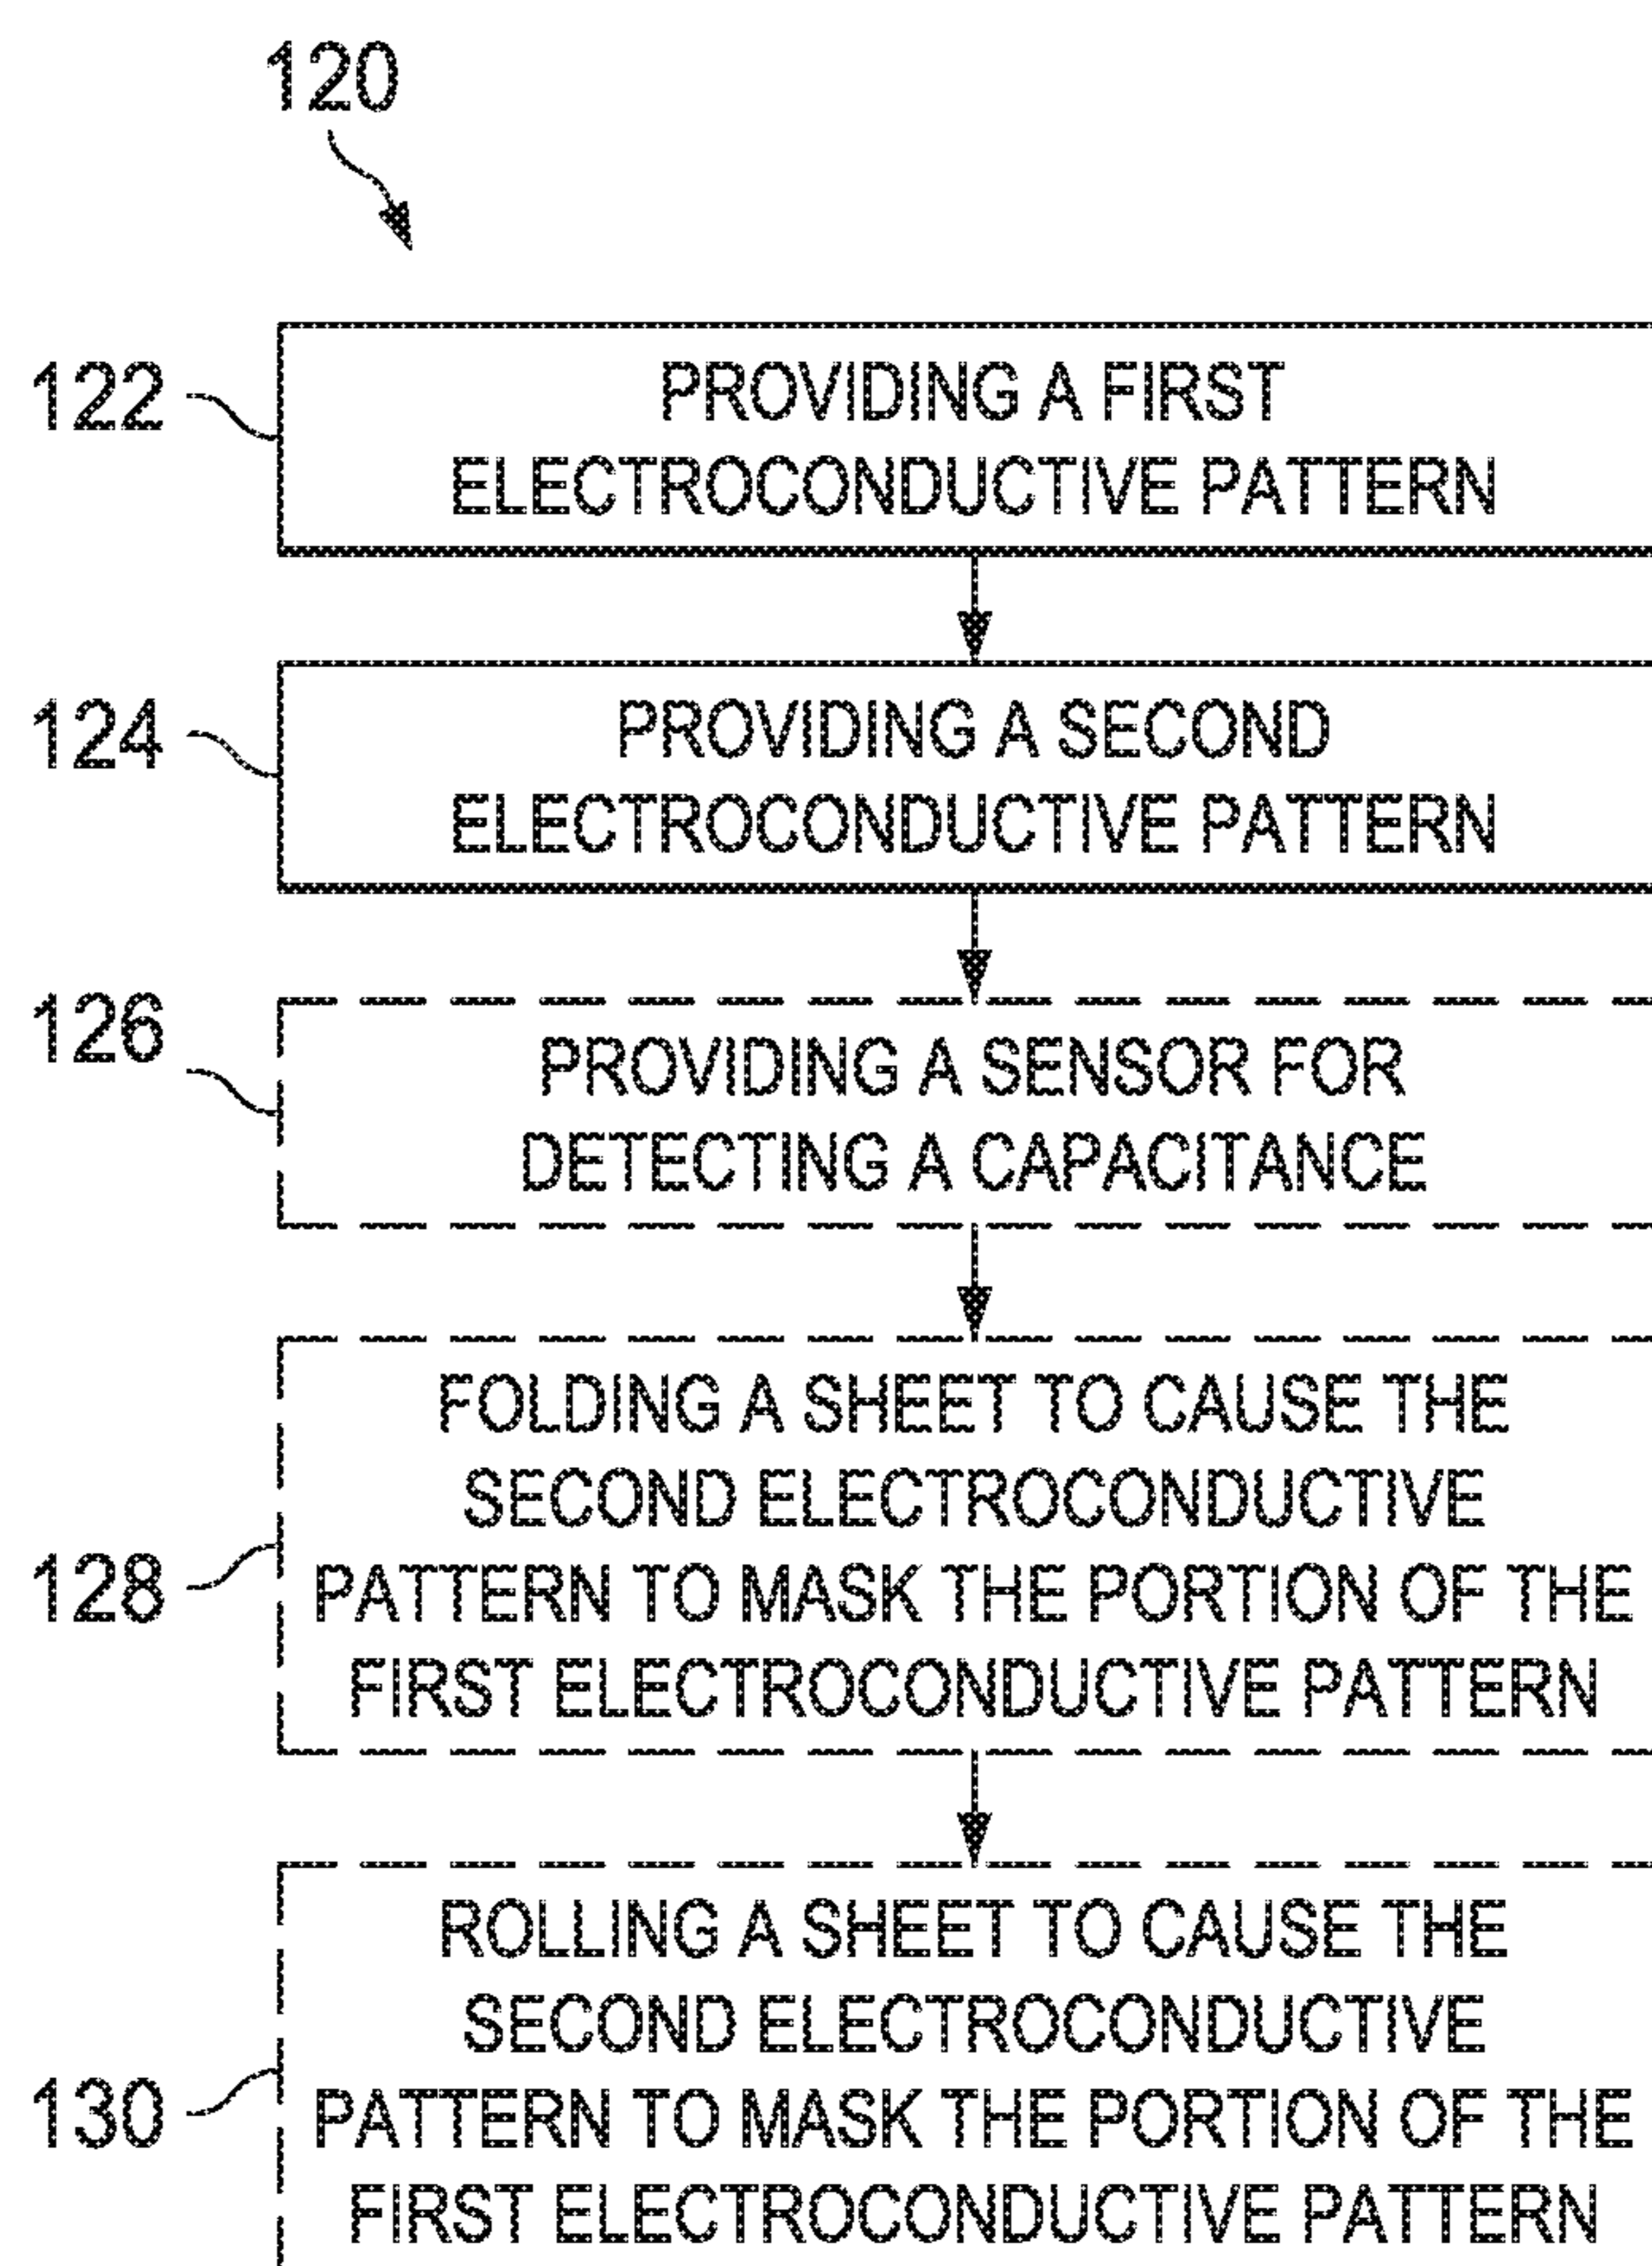 120
122
PROVIDING A FIRST
ELECTROCONDUCTIVE PATTERN
124
PROVIDING A SECOND
ELECTROCONDUCTIVE PATTERN
126
PROVIDING A SENSOR FOR
DETECTING A CAPACITANCE
128
FOLDING A SHEET TO CAUSE THE
SECOND ELECTROCONDUCTIVE
PATTERN TO MASK THE PORTION OF THE
FIRST ELECTROCONDUCTIVE PATTERN
130
ROLLING A SHEET TO CAUSE THE
SECOND ELECTROCONDUCTIVE
PATTERN TO MASK THE PORTION OF THE
FIRST ELECTROCONDUCTIVE PATTERN